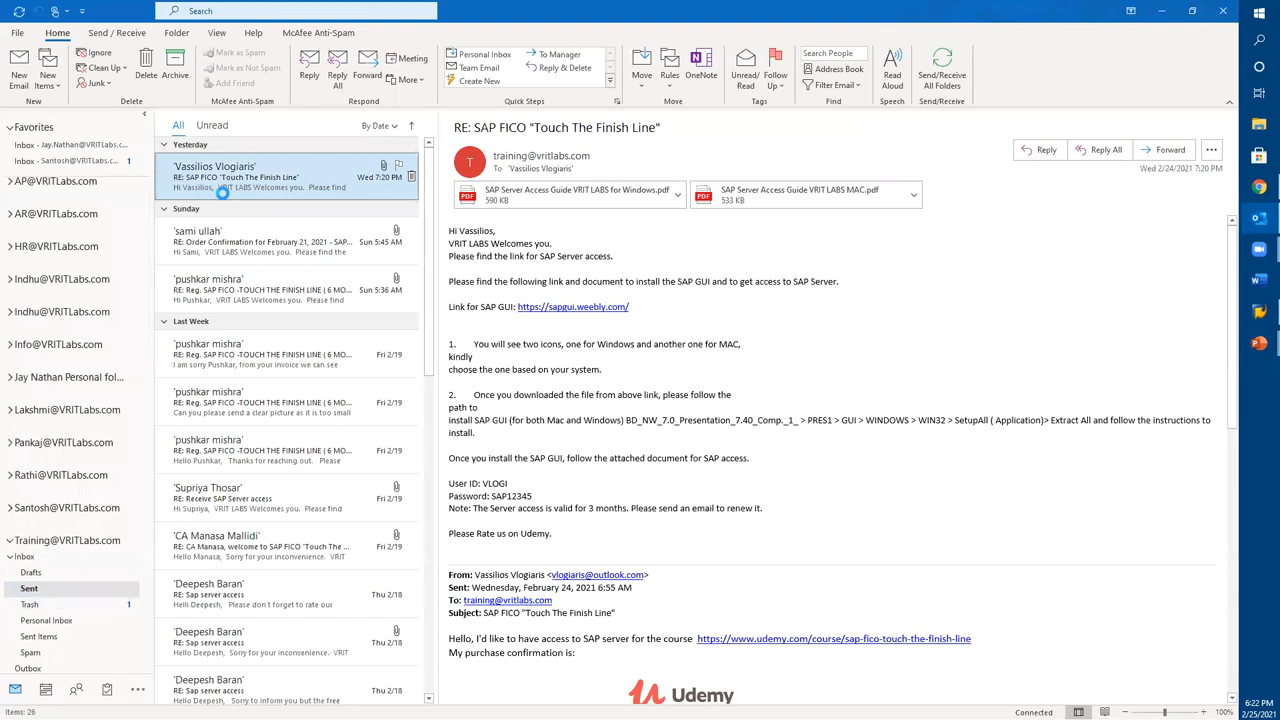 Search
File Home Send / Receive Folder View Help McAfee Anti-Spam
New Email
New Items
New
Ignore
Clean Up
Junk
Delete
Archive
Delete
Mark as Spam
Mark as Not Spam
Add Friend
McAfee Anti-Spam
Reply
Reply All
Forward
Meeting
More
Respond
Personal Inbox
Team Email
Create New
To Manager
Reply & Delete
Quick Steps
Move
Rules
OneNote
Move
Unread/ Read
Follow Up
Tags
Search People
Address Book
Filter Email
Find
Read Aloud
Speech
Send/Receive All Folders
Send/Receive
Favorites
Inbox - Jay.Nathan@VRITLabs.c...
Inbox - Santosh@VRITLabs.c... 1
AP@VRITLabs.com
AR@VRITLabs.com
HR@VRITLabs.com
Indhu@VRITLabs.com
Indhu@VRITLabs.com
Info@VRITLabs.com
Jay Nathan Personal fol...
Lakshmi@VRITLabs.com
Pankaj@VRITLabs.com
Rathi@VRITLabs.com
Santosh@VRITLabs.com
Training@VRITLabs.com
Inbox
Drafts
Sent
Trash 1
Personal Inbox
Sent Items
Spam
Outbox
Items: 26
All Unread By Date
Yesterday
'Vassilios Vlogiaris'
RE: SAP FICO "Touch The Finish Line" Wed 7:20 PM
Hi Vassilios, VRIT LABS Welcomes you. Please find
Sunday
'sami ullah'
RE: Order Confirmation for February 21, 2021 - SAP... Sun 5:45 AM
Hi Sami, VRIT LABS Welcomes you. Please find the
'pushkar mishra'
RE: Reg. SAP FICO -TOUCH THE FINISH LINE ( 6 MO... Sun 5:36 AM
Hi Pushkar, VRIT LABS Welcomes you. Please find
Last Week
'pushkar mishra'
RE: Reg. SAP FICO -TOUCH THE FINISH LINE ( 6 MO... Fri 2/19
I am sorry Pushkar, from your invoice we can see
'pushkar mishra'
RE: Reg. SAP FICO -TOUCH THE FINISH LINE ( 6 MO... Fri 2/19
Can you please send a clear picture as it is too small
'pushkar mishra'
RE: Reg. SAP FICO -TOUCH THE FINISH LINE ( 6 MO... Fri 2/19
Hello Pushkar, Thanks for reaching out. Please
'Supriya Thosar'
RE: Receive SAP Server access Fri 2/19
Hi Supriya, VRIT LABS Welcomes you. Please find
'CA Manasa Mallidi'
RE: CA Manasa, welcome to SAP FICO "Touch The ... Fri 2/19
Hello Manasa, Sorry for your inconvenience. VRIT
'Deepesh Baran'
RE: Sap server access Thu 2/18
Helli Deepesh, Please don't forget to rate our
'Deepesh Baran'
RE: Sap server access Thu 2/18
Hello Deepesh, Sorry for your inconvenience. VRIT
'Deepesh Baran'
RE: Sap server access Thu 2/18
Hello Deepesh, Sorry to inform you but the free
RE: SAP FICO "Touch The Finish Line"
T
training@vritlabs.com
To 'Vassilios Vlogiaris'
Reply Reply All Forward
Wed 2/24/2021 7:20 PM
PDF SAP Server Access Guide VRIT LABS for Windows.pdf
590 KB
PDF SAP Server Access Guide VRIT LABS MAC.pdf
533 KB
Hi Vassilios,
VRIT LABS Welcomes you.
Please find the link for SAP Server access.
Please find the following link and document to install the SAP GUI and to get access to SAP Server.
Link for SAP GUI: https://sapgui.weebly.com/
1. You will see two icons, one for Windows and another one for MAC,
kindly
choose the one based on your system.
2. Once you downloaded the file from above link, please follow the
path to
install SAP GUI (for both Mac and Windows) BD_NW_7.0_Presentation_7.40_Comp._1_ > PRES1 > GUI > WINDOWS > WIN32 > SetupAll ( Application)> Extract All and follow the instructions to
install.
Once you install the SAP GUI, follow the attached document for SAP access.
User ID: VLOGI
Password: SAP12345
Note: The Server access is valid for 3 months. Please send an email to renew it.
Please Rate us on Udemy.
From: Vassilios Vlogiaris <vlogiaris@outlook.com>
Sent: Wednesday, February 24, 2021 6:55 AM
To: training@vritlabs.com
Subject: SAP FICO "Touch The Finish Line"
Hello, I'd like to have access to SAP server for the course https://www.udemy.com/course/sap-fico-touch-the-finish-line
My purchase confirmation is:
Udemy
Connected
100%
6:22 PM
2/25/2021